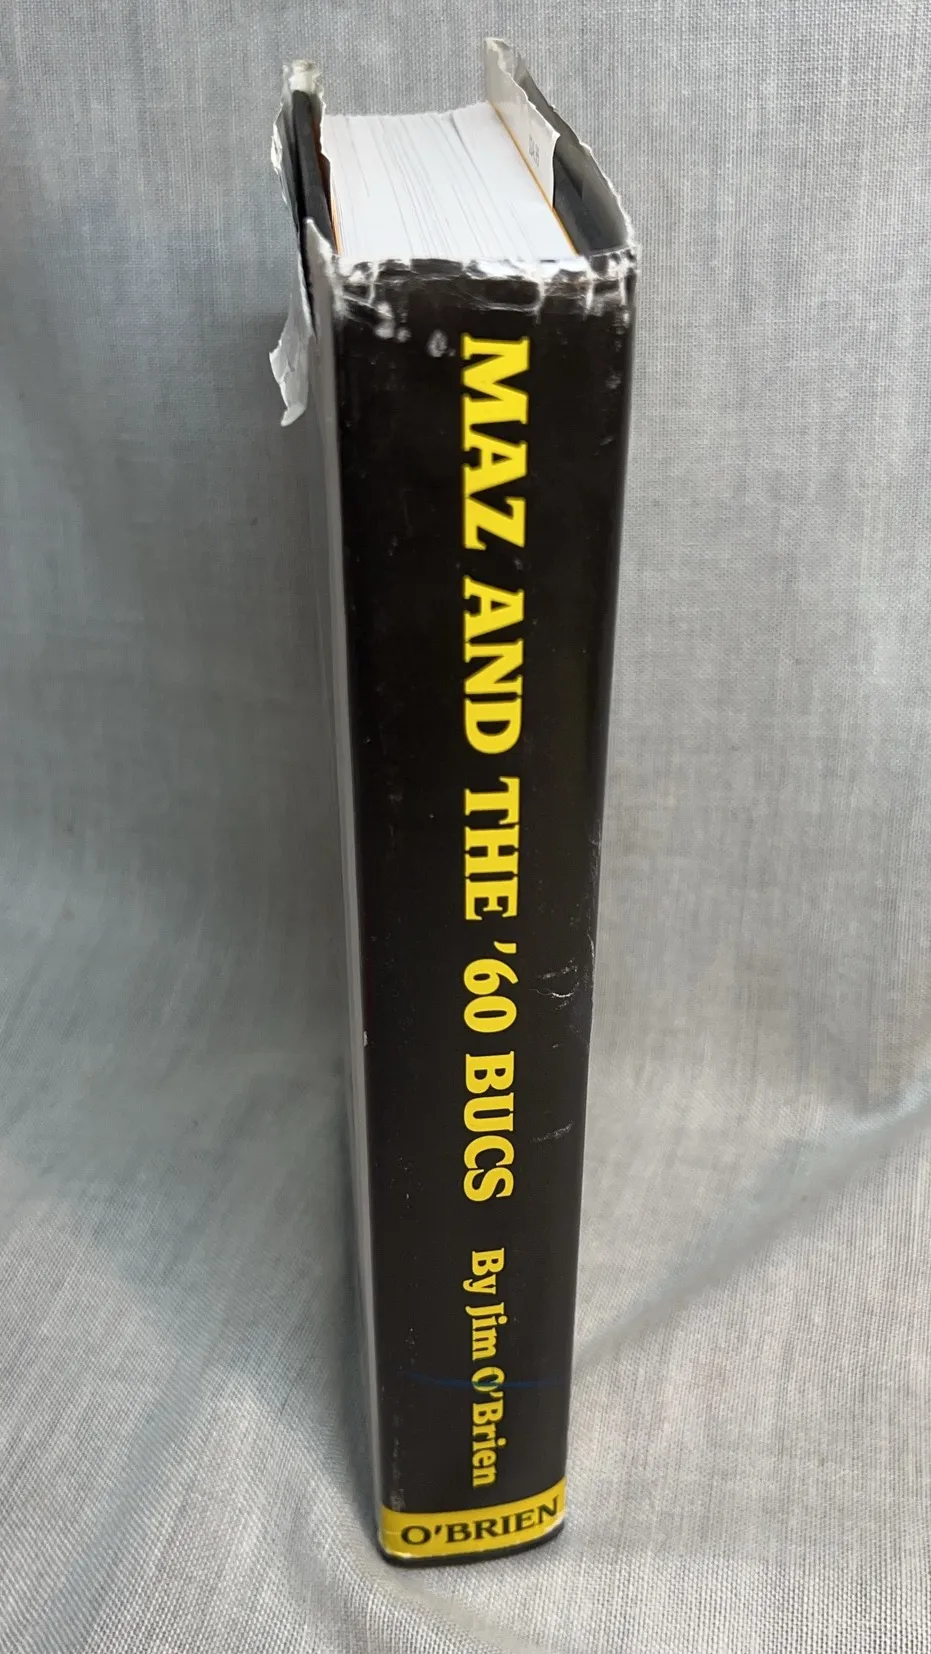 MAZ AND THE '60 BUCS By Jim O'Brien
O'BRIEN